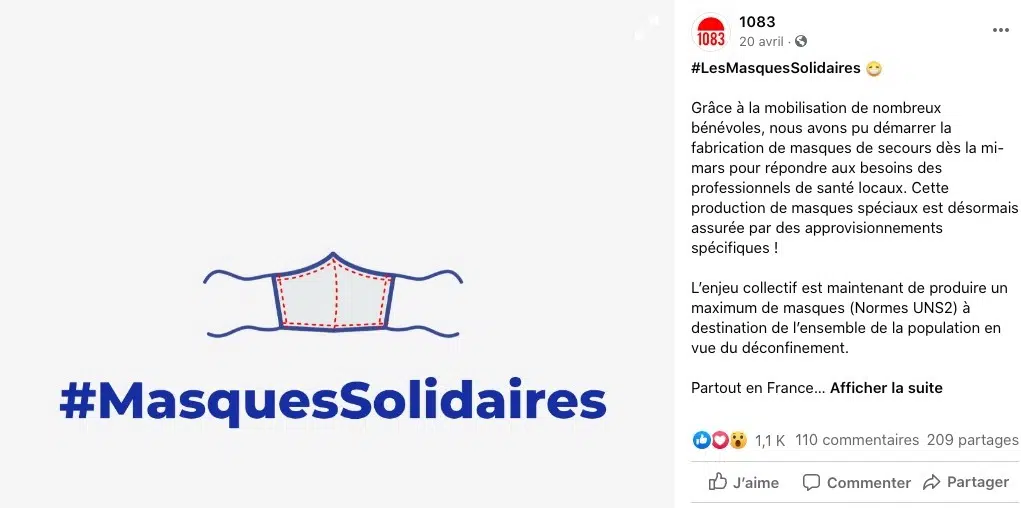 #MasquesSolidaires
1083
1083
20 avril ·
#LesMasquesSolidaires 😷
Grâce à la mobilisation de nombreux
bénévoles, nous avons pu démarrer la
fabrication de masques de secours dès la mi-
mars pour répondre aux besoins des
professionnels de santé locaux. Cette
production de masques spéciaux est désormais
assurée par des approvisionnements
spécifiques !
L'enjeu collectif est maintenant de produire un
maximum de masques (Normes UNS2) à
destination de l'ensemble de la population en
vue du déconfinement.
Partout en France... Afficher la suite
1,1 K 110 commentaires 209 partages
J'aime Commenter Partager